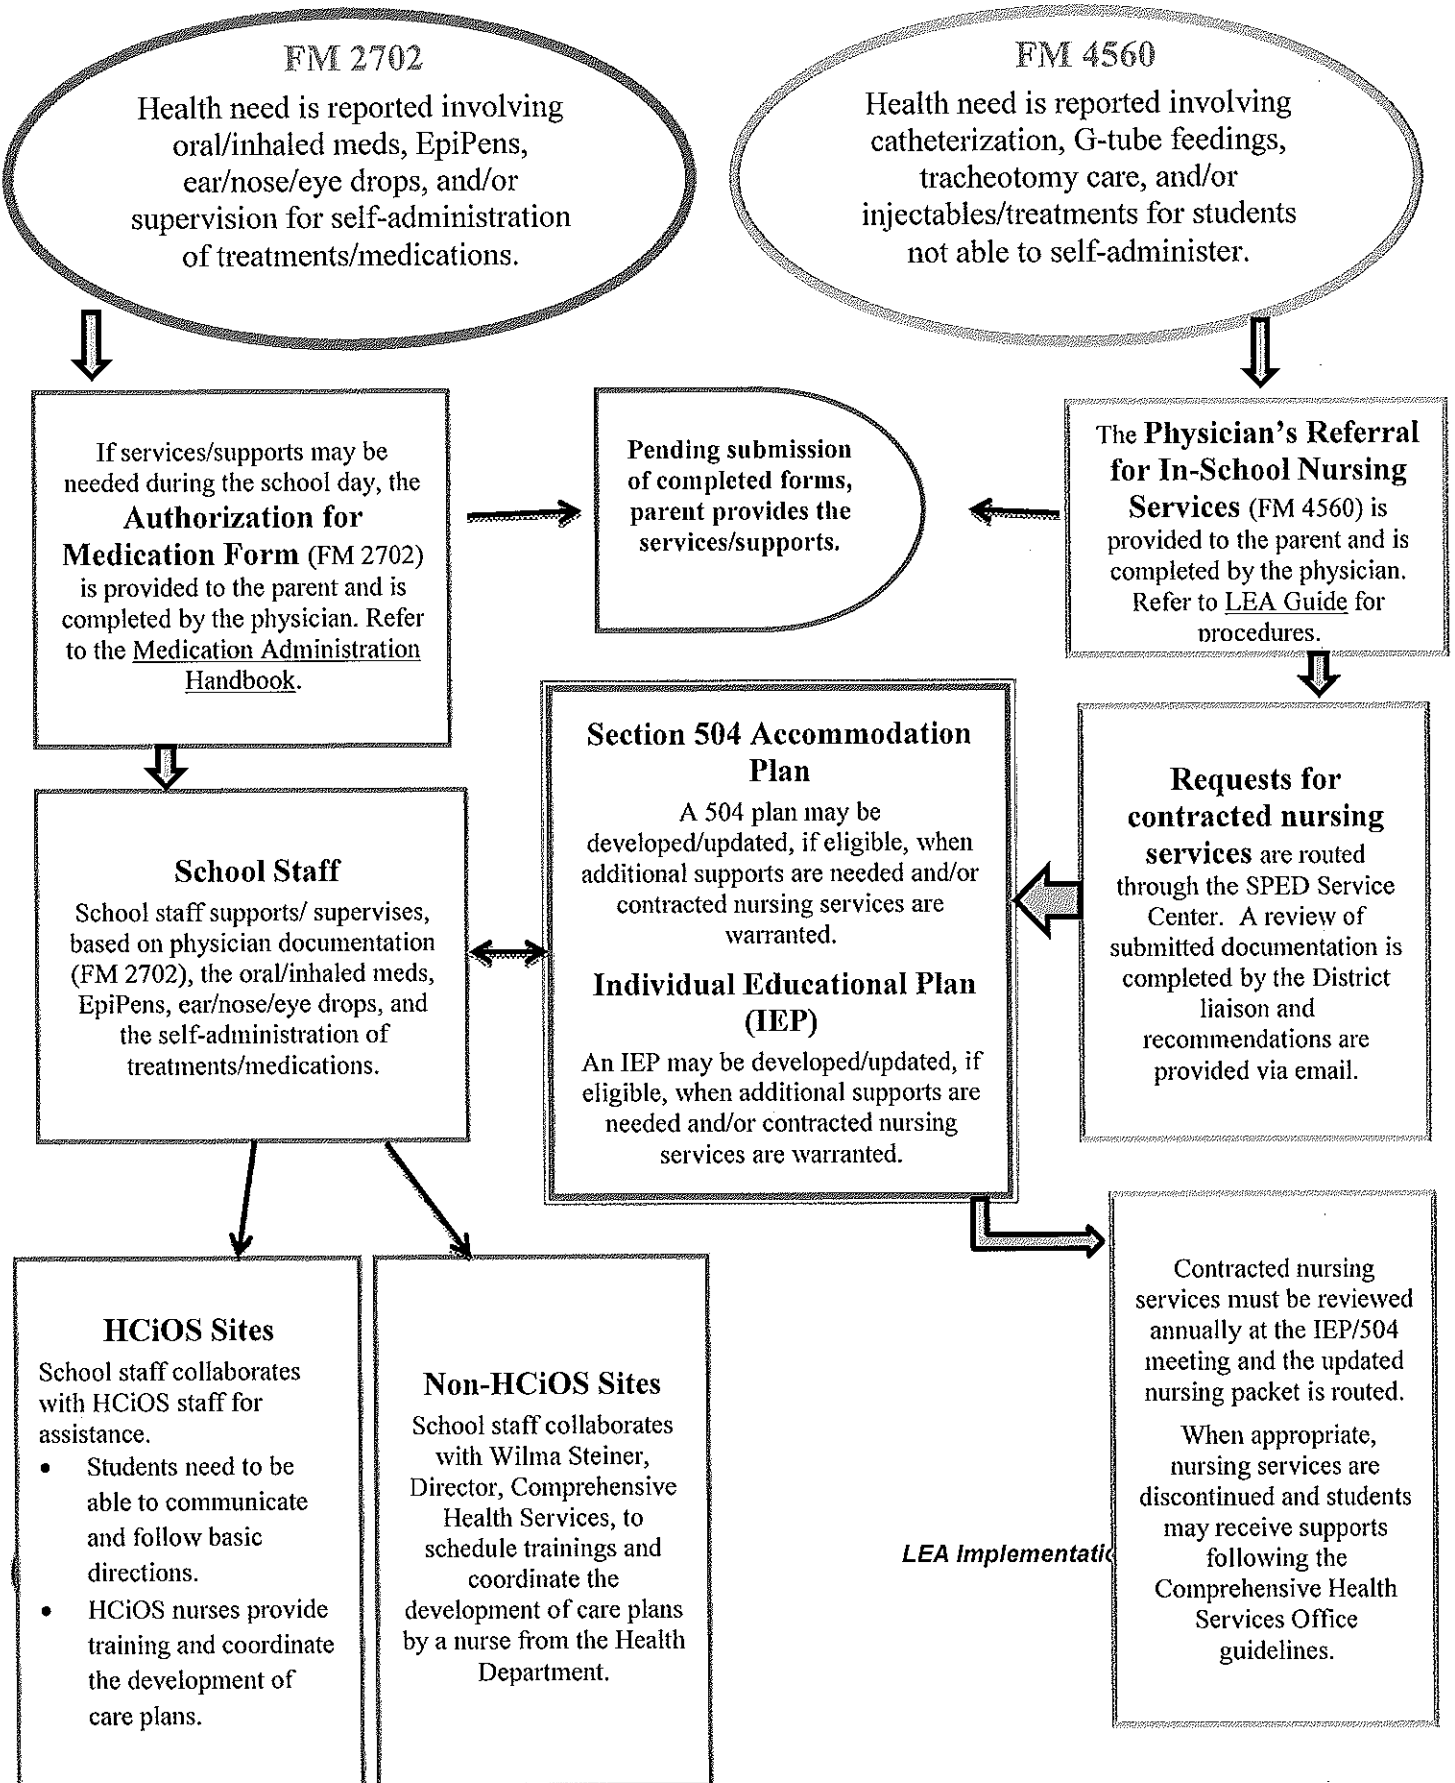 FM 2702
Health need is reported involving
oral/inhaled meds, EpiPens,
ear/nose/eye drops, and/or
supervision for self-administration
of treatments/medications.
FM 4560
Health need is reported involving
catheterization, G-tube feedings,
tracheotomy care, and/or
injectables/treatments for students
not able to self-administer.
If services/supports may be
needed during the school day, the
Authorization for
Medication Form (FM 2702)
is provided to the parent and is
completed by the physician. Refer
to the Medication Administration
Handbook.
Pending submission
of completed forms,
parent provides the
services/supports.
The Physician's Referral
for In-School Nursing
Services (FM 4560) is
provided to the parent and is
completed by the physician.
Refer to LEA Guide for
procedures.
School Staff
School staff supports/ supervises,
based on physician documentation
(FM 2702), the oral/inhaled meds,
EpiPens, ear/nose/eye drops, and
the self-administration of
treatments/medications.
Section 504 Accommodation
Plan
A 504 plan may be
developed/updated, if eligible, when
additional supports are needed and/or
contracted nursing services are
warranted.
Individual Educational Plan
(IEP)
An IEP may be developed/updated, if
eligible, when additional supports are
needed and/or contracted nursing
services are warranted.
Requests for
contracted nursing
services are routed
through the SPED Service
Center. A review of
submitted documentation is
completed by the District
liaison and
recommendations are
provided via email.
HCiOS Sites
School staff collaborates
with HCiOS staff for
assistance.
• Students need to be
able to communicate
and follow basic
directions.
• HCiOS nurses provide
training and coordinate
the development of
care plans.
Non-HCiOS Sites
School staff collaborates
with Wilma Steiner,
Director, Comprehensive
Health Services, to
schedule trainings and
coordinate the
development of care plans
by a nurse from the Health
Department.
LEA
Contracted nursing
services must be reviewed
annually at the IEP/504
meeting and the updated
nursing packet is routed.
When appropriate,
nursing services are
discontinued and students
may receive supports
following the
Comprehensive Health
Services Office
guidelines.